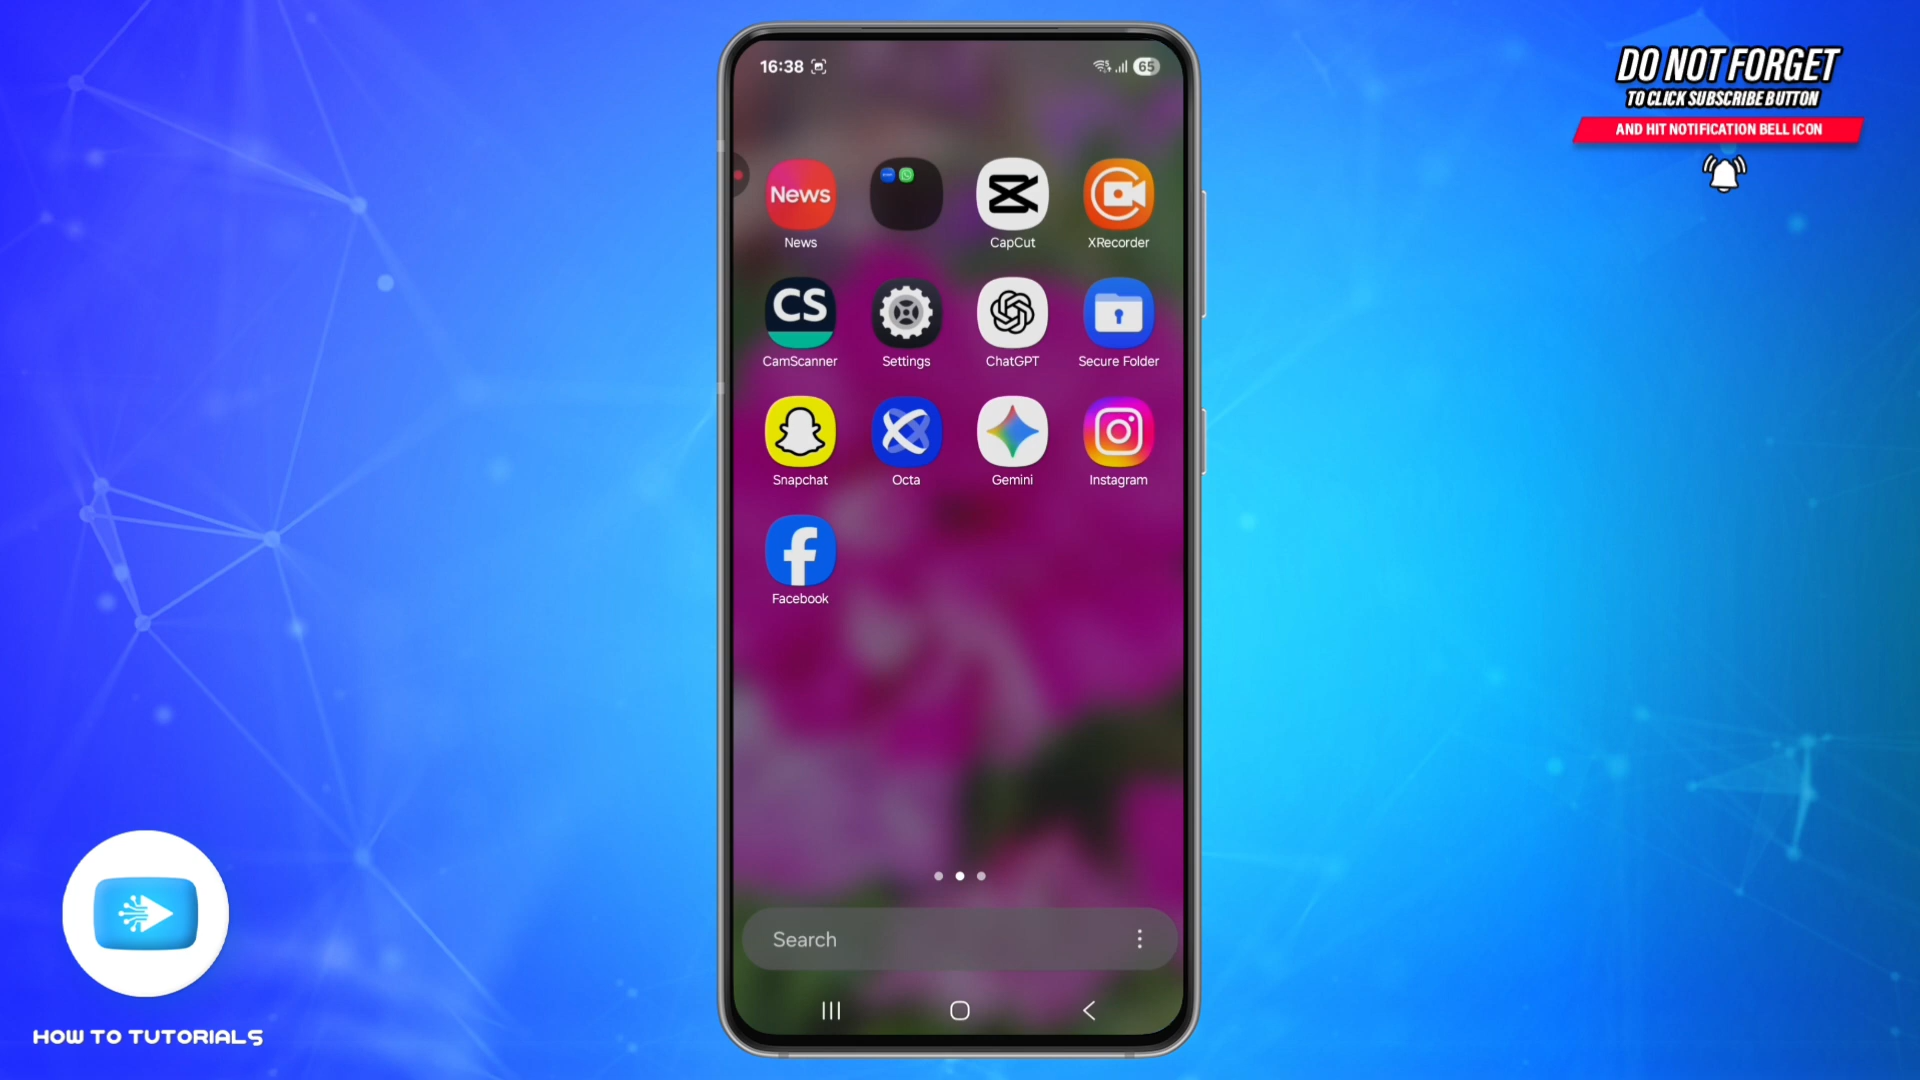 DO NOT FORGET
TO CLICK SUBSCRIBE BUTTON
AND HIT NOTIFICATION BELL ICON
16:38
65
News
News
CapCut
XRecorder
CS
CamScanner
Settings
ChatGPT
Secure Folder
Snapchat
Octa
Gemini
Instagram
Facebook
Search
HOW TO TUTORIALS